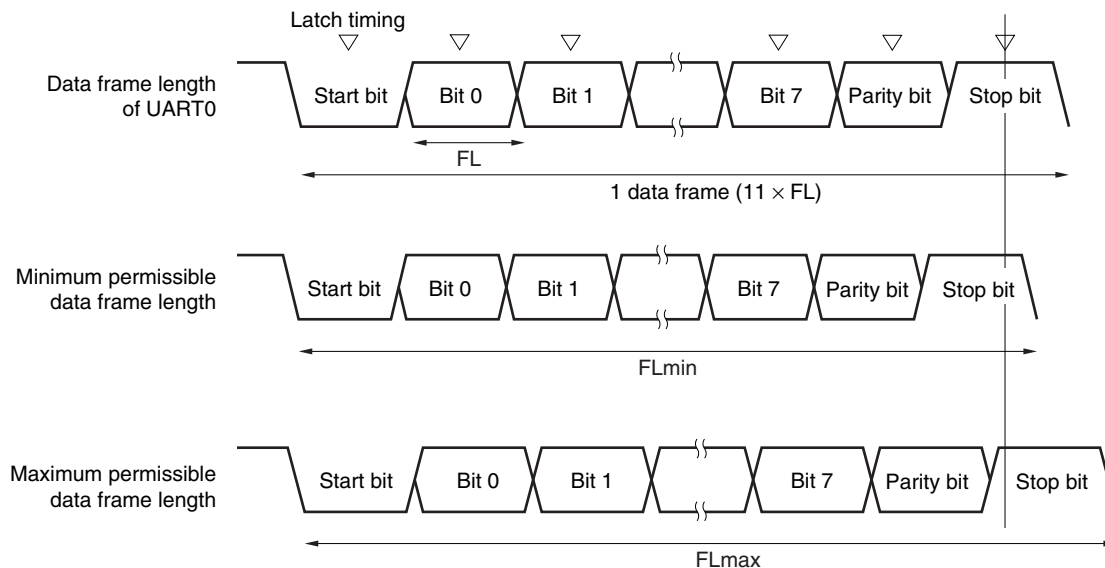 Latch timing
Data frame length
of UART0
Start bit
Bit 0
Bit 1
Bit 7
Parity bit
Stop bit
FL
1 data frame (11 × FL)
Minimum permissible
data frame length
Start bit
Bit 0
Bit 1
Bit 7
Parity bit
Stop bit
FLmin
Maximum permissible
data frame length
Start bit
Bit 0
Bit 1
Bit 7
Parity bit
Stop bit
FLmax